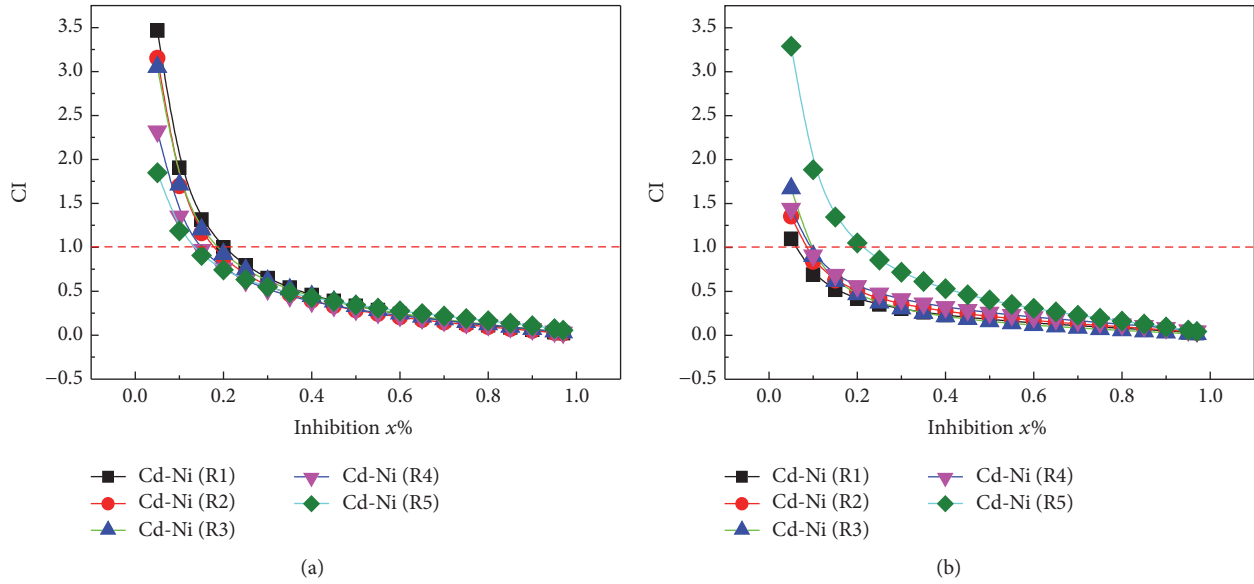 3.5
3.0
2.5
2.0
1.5
1.0
0.5
0.0
−0.5
CI
0.0 0.2 0.4 0.6 0.8 1.0
Inhibition x%
Cd-Ni (R1)
Cd-Ni (R2)
Cd-Ni (R3)
Cd-Ni (R4)
Cd-Ni (R5)
(a)
3.5
3.0
2.5
2.0
1.5
1.0
0.5
0.0
−0.5
CI
0.0 0.2 0.4 0.6 0.8 1.0
Inhibition x%
Cd-Ni (R1)
Cd-Ni (R2)
Cd-Ni (R3)
Cd-Ni (R4)
Cd-Ni (R5)
(b)